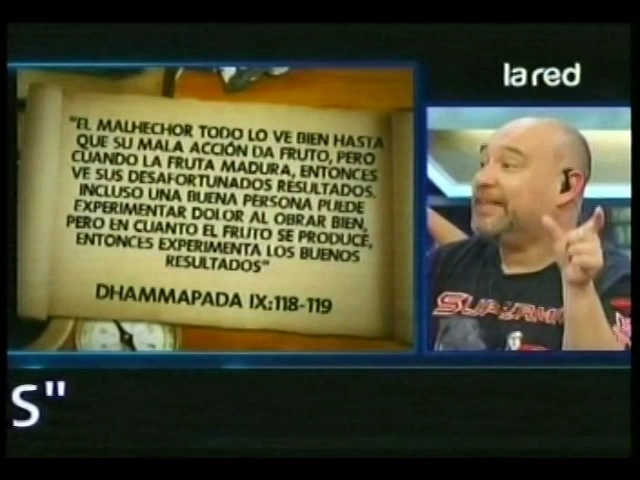 la red
"EL MALHECHOR TODO LO VE BIEN HASTA
QUE SU MALA ACCIÓN DA FRUTO, PERO
CUANDO LA FRUTA MADURA, ENTONCES
VE SUS DESAFORTUNADOS RESULTADOS.
INCLUSO UNA BUENA PERSONA PUEDE
EXPERIMENTAR DOLOR AL OBRAR BIEN,
PERO EN CUANTO EL FRUTO SE PRODUCE,
ENTONCES EXPERIMENTA LOS BUENOS
RESULTADOS"
DHAMMAPADA IX:118-119
S"